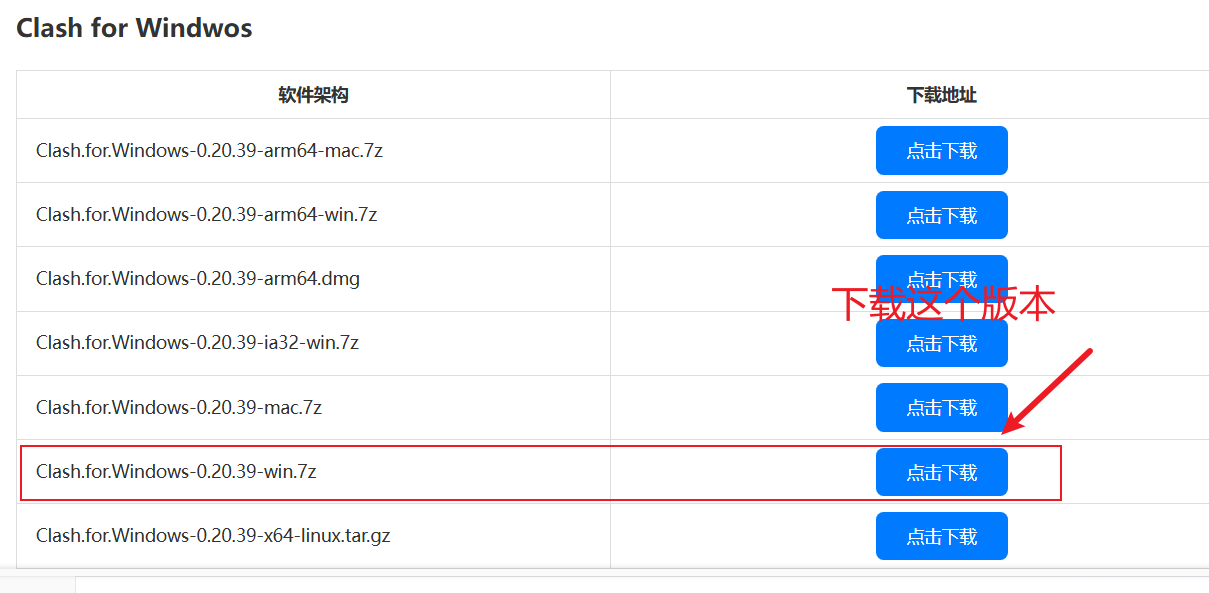 Clash for Windwos
软件架构 下载地址
Clash.for.Windows-0.20.39-arm64-mac.7z 点击下载
Clash.for.Windows-0.20.39-arm64-win.7z 点击下载
Clash.for.Windows-0.20.39-arm64.dmg 点击下载
下载这个版本
Clash.for.Windows-0.20.39-ia32-win.7z 点击下载
Clash.for.Windows-0.20.39-mac.7z 点击下载
Clash.for.Windows-0.20.39-win.7z 点击下载
Clash.for.Windows-0.20.39-x64-linux.tar.gz 点击下载